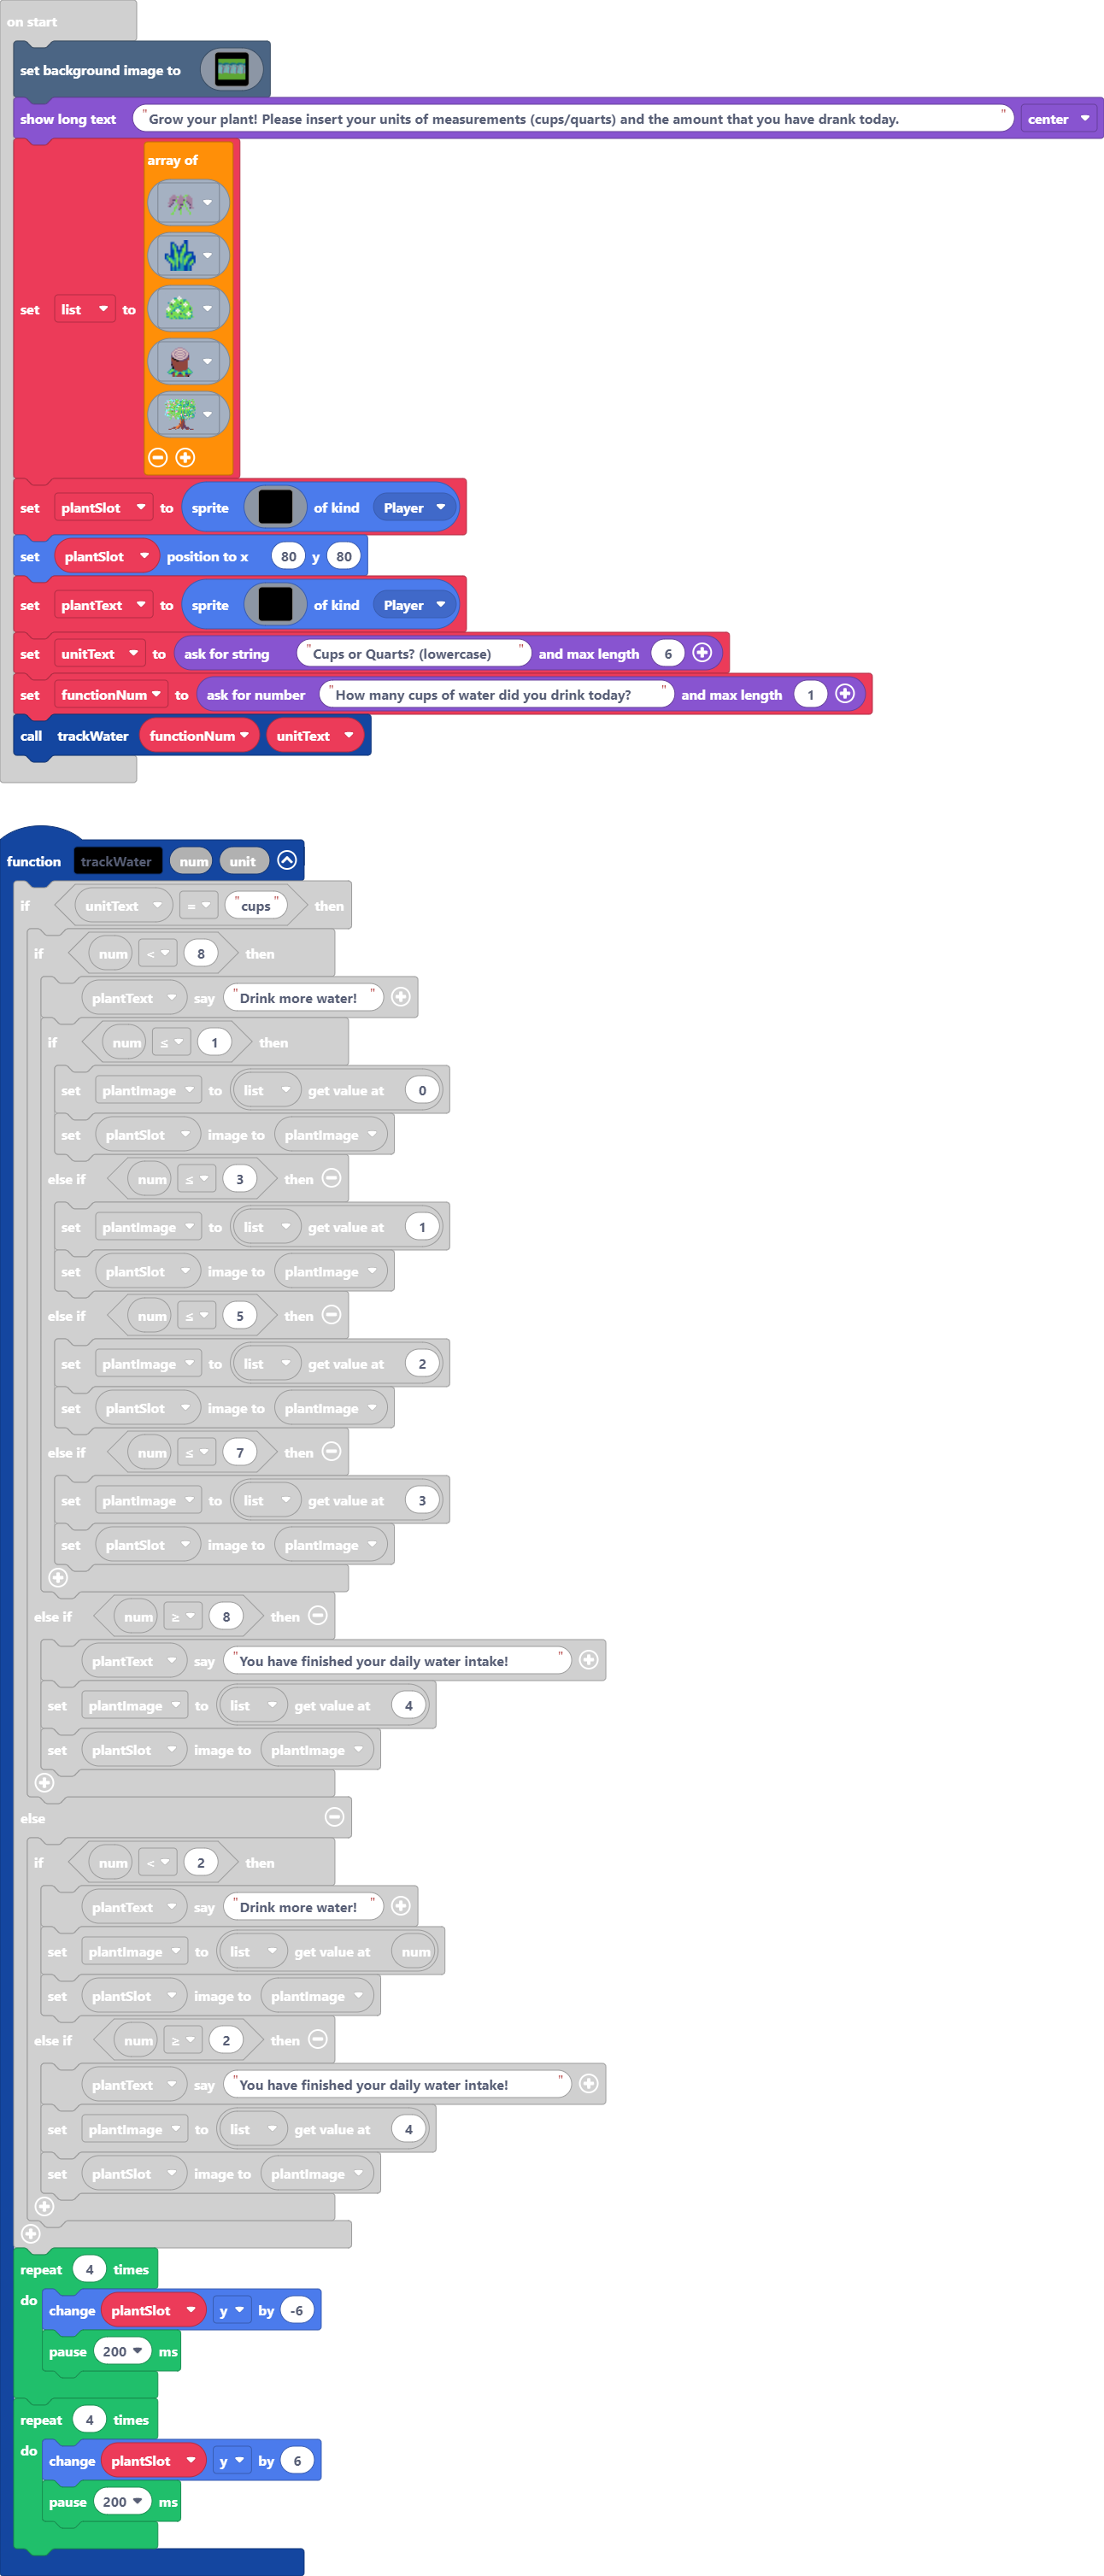 on start
set background image to
show long text "Grow your plant! Please insert your units of measurements (cups/quarts) and the amount that you have drank today." center
array of
set list to
set plantSlot to sprite of kind Player
set plantSlot position to x 80 y 80
set plantText to sprite of kind Player
set unitText to ask for string "Cups or Quarts? (lowercase)" and max length 6
set functionNum to ask for number "How many cups of water did you drink today?" and max length 1
call trackWater functionNum unitText
function trackWater num unit
if unitText = "cups" then
if num < 8 then
plantText say "Drink more water!"
if num ≤ 1 then
set plantImage to list get value at 0
set plantSlot image to plantImage
else if num ≤ 3 then
set plantImage to list get value at 1
set plantSlot image to plantImage
else if num ≤ 5 then
set plantImage to list get value at 2
set plantSlot image to plantImage
else if num ≤ 7 then
set plantImage to list get value at 3
set plantSlot image to plantImage
else if num ≥ 8 then
plantText say "You have finished your daily water intake!"
set plantImage to list get value at 4
set plantSlot image to plantImage
else
if num < 2 then
plantText say "Drink more water!"
set plantImage to list get value at num
set plantSlot image to plantImage
else if num ≥ 2 then
plantText say "You have finished your daily water intake!"
set plantImage to list get value at 4
set plantSlot image to plantImage
repeat 4 times
do change plantSlot y by -6
pause 200 ms
repeat 4 times
do change plantSlot y by 6
pause 200 ms